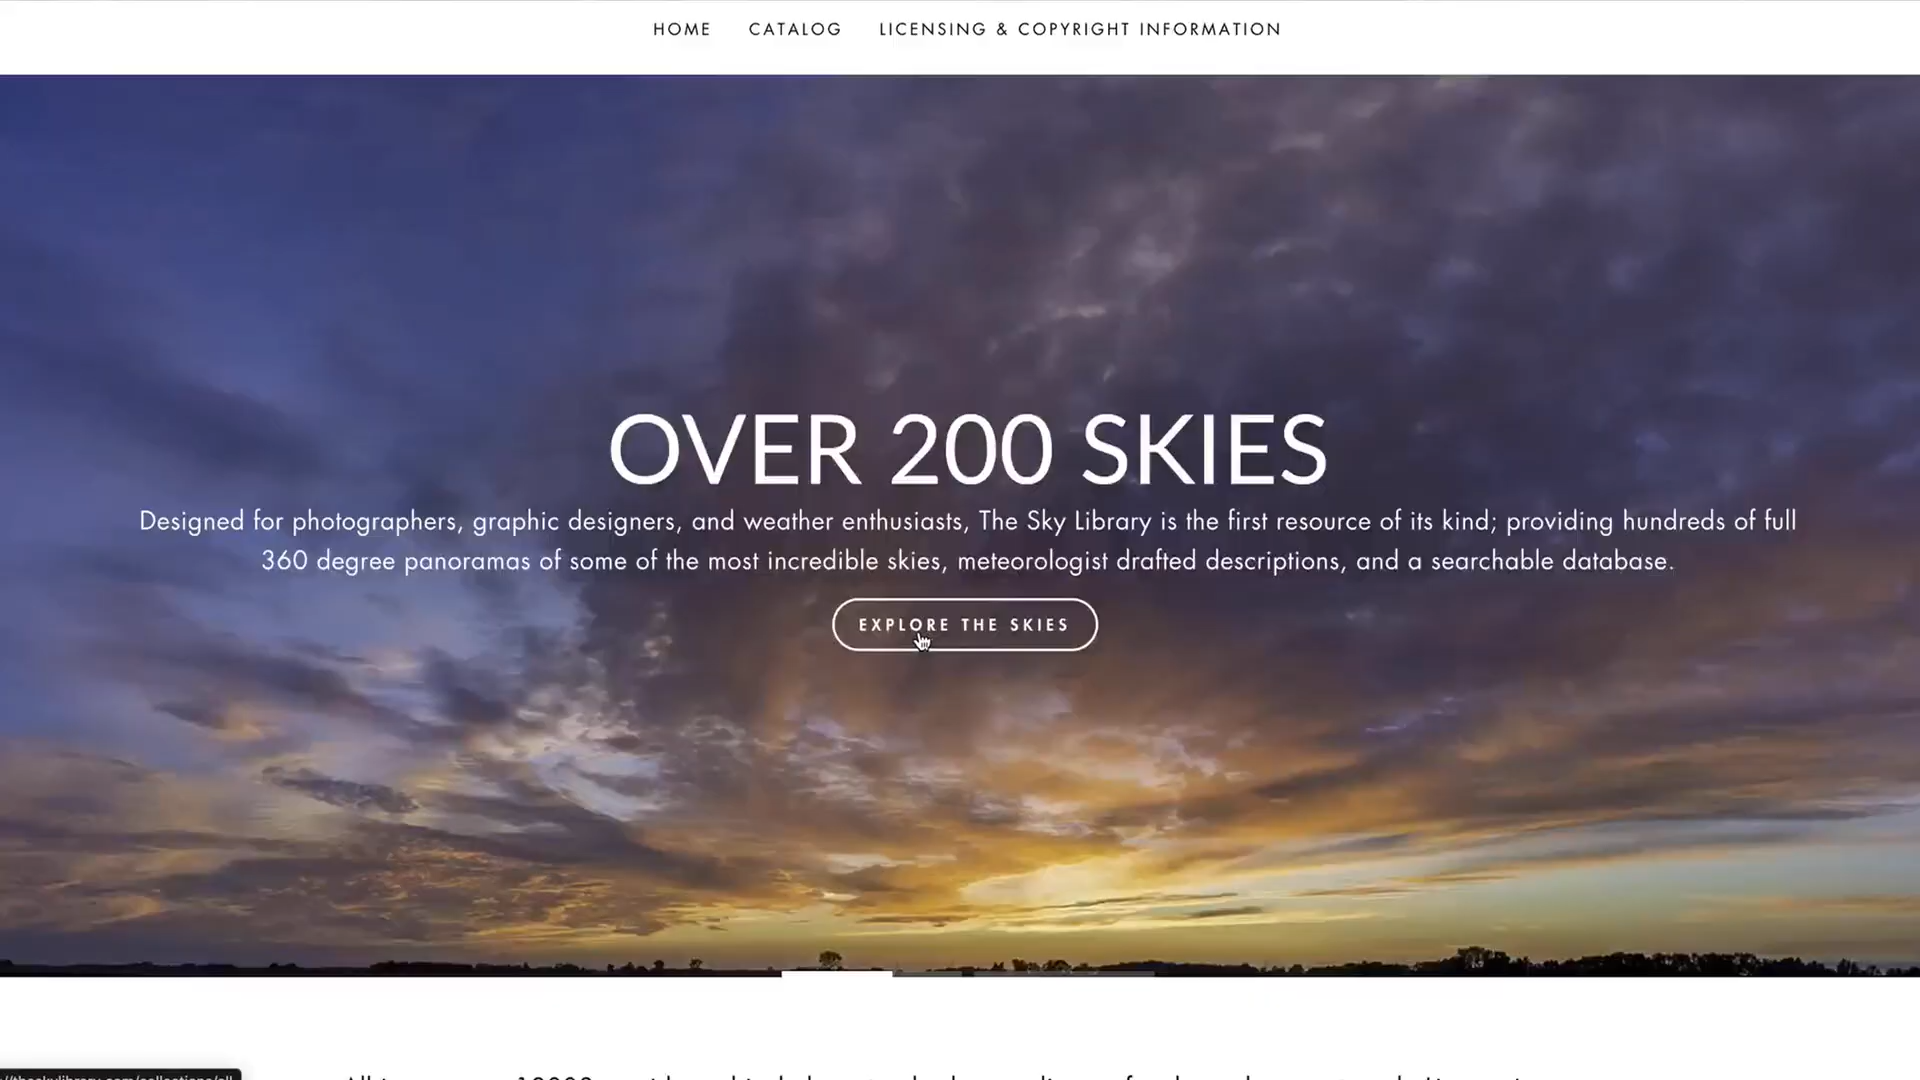 HOME CATALOG LICENSING & COPYRIGHT INFORMATION
OVER 200 SKIES
Designed for photographers, graphic designers, and weather enthusiasts, The Sky Library is the first resource of its kind; providing hundreds of full
360 degree panoramas of some of the most incredible skies, meteorologist drafted descriptions, and a searchable database.
EXPLORE THE SKIES